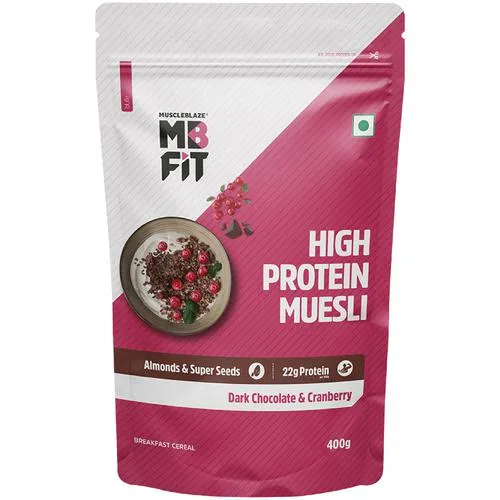 MUSCLEBLAZE®
MB
FIT
HIGH
PROTEIN
MUESLI
Almonds & Super Seeds
22g Protein
Dark Chocolate & Cranberry
BREAKFAST CEREAL
400g